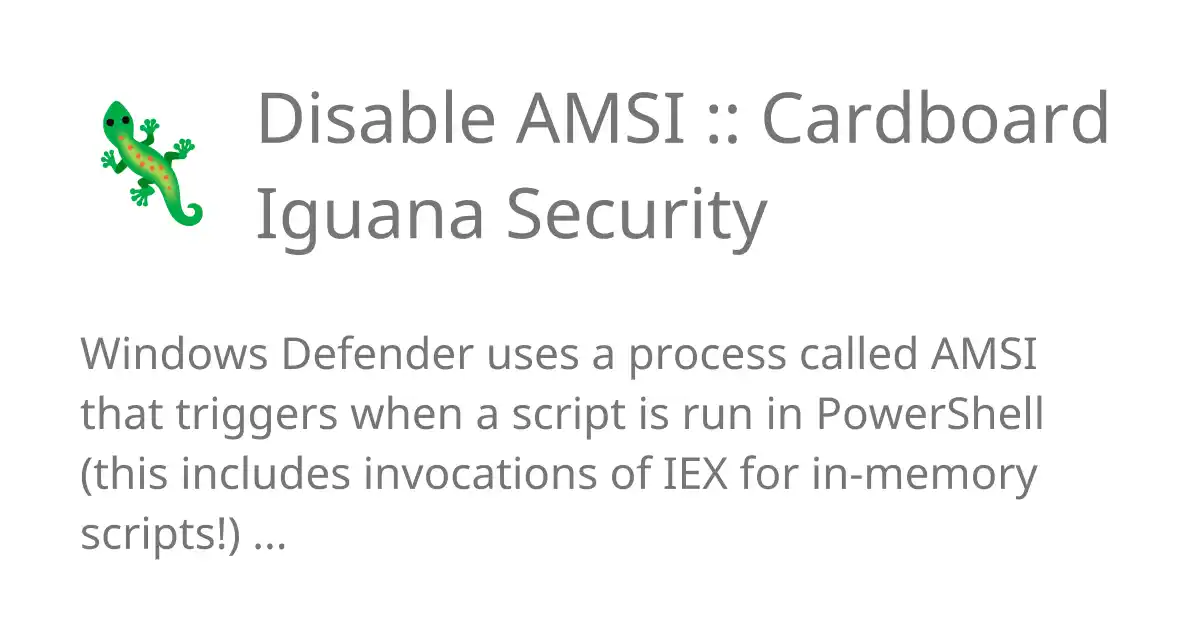 Disable AMSI :: Cardboard
Iguana Security
Windows Defender uses a process called AMSI
that triggers when a script is run in PowerShell
(this includes invocations of IEX for in-memory
scripts!) ...